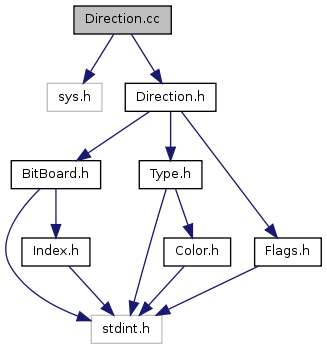 Direction.cc
sys.h
Direction.h
BitBoard.h
Type.h
Index.h
Color.h
Flags.h
stdint.h